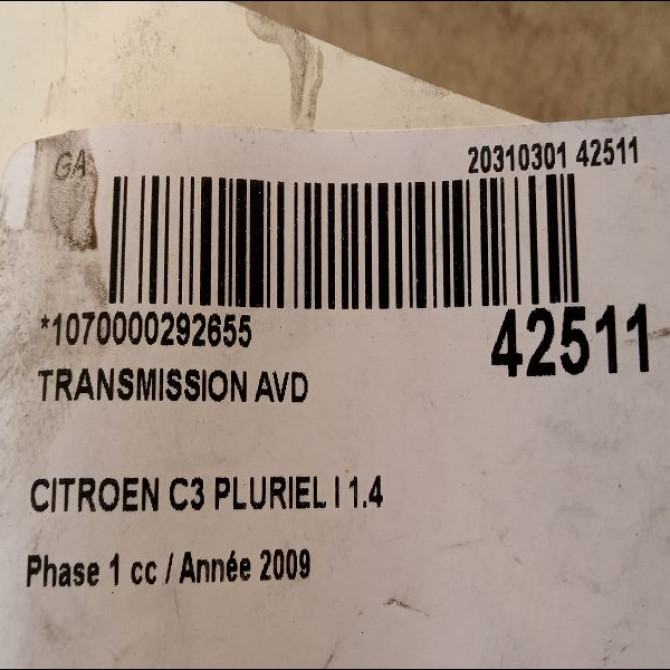 GA
20310301 42511
*1070000292655
42511
TRANSMISSION AVD
CITROEN C3 PLURIEL I 1.4
Phase 1 cc / Année 2009